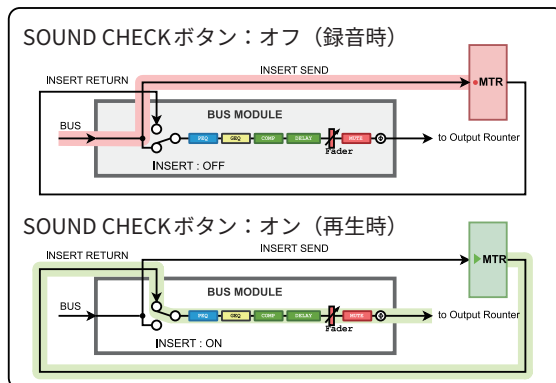 SOUND CHECKボタン：オフ（録音時）
INSERT RETURN
INSERT SEND
MTR
BUS
BUS MODULE
PEQ GEQ COMP DELAY MUTE
Fader
to Output Rounter
INSERT : OFF
SOUND CHECKボタン：オン（再生時）
INSERT RETURN
INSERT SEND
MTR
BUS MODULE
BUS
PEQ GEQ COMP DELAY MUTE
Fader
to Output Rounter
INSERT : ON